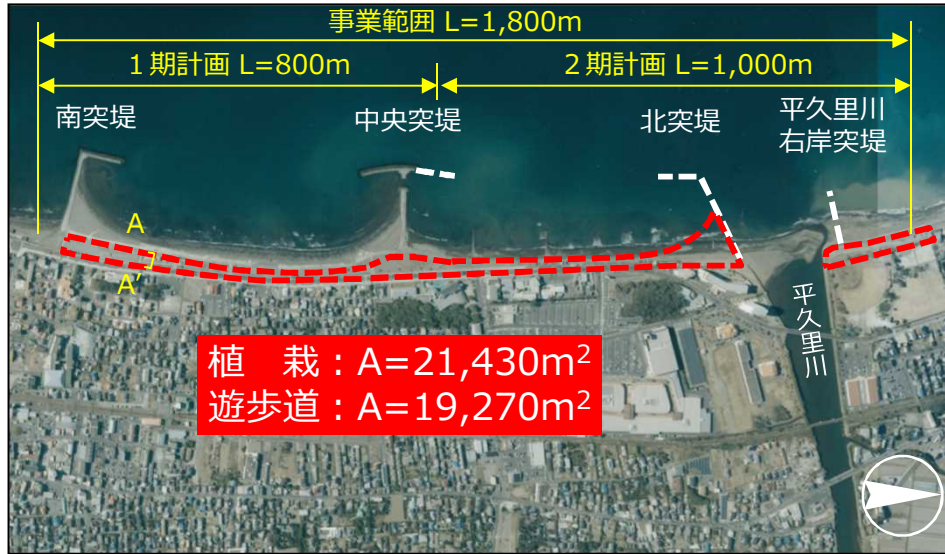 事業範囲 L=1,800m
１期計画 L=800m
２期計画 L=1,000m
南突堤
中央突堤
北突堤
平久里川
右岸突堤
A
A’
平久里川
植　栽：A=21,430m²
遊歩道：A=19,270m²